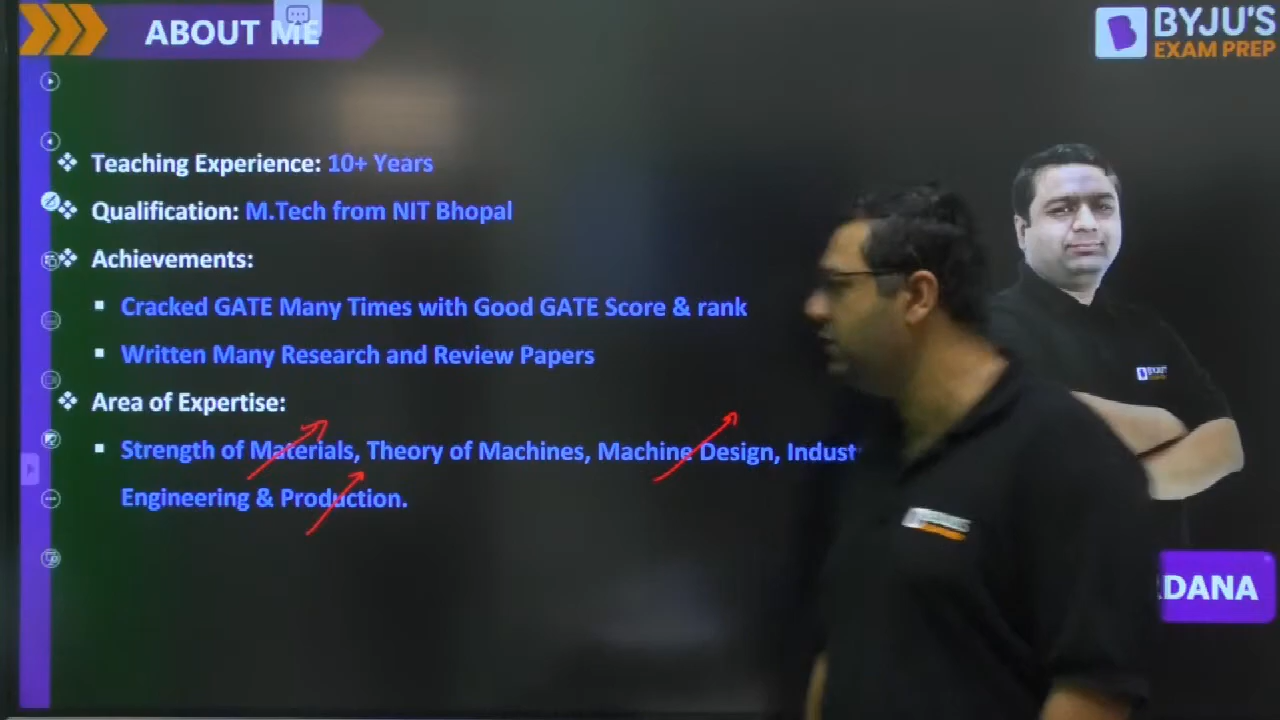 ABOUT ME
BYJU'S
EXAM PREP
Teaching Experience: 10+ Years
Qualification: M.Tech from NIT Bhopal
Achievements:
Cracked GATE Many Times with Good GATE Score & rank
Written Many Research and Review Papers
Area of Expertise:
Strength of Materials, Theory of Machines, Machine Design, Indust
Engineering & Production.
BYJU'S
DANA